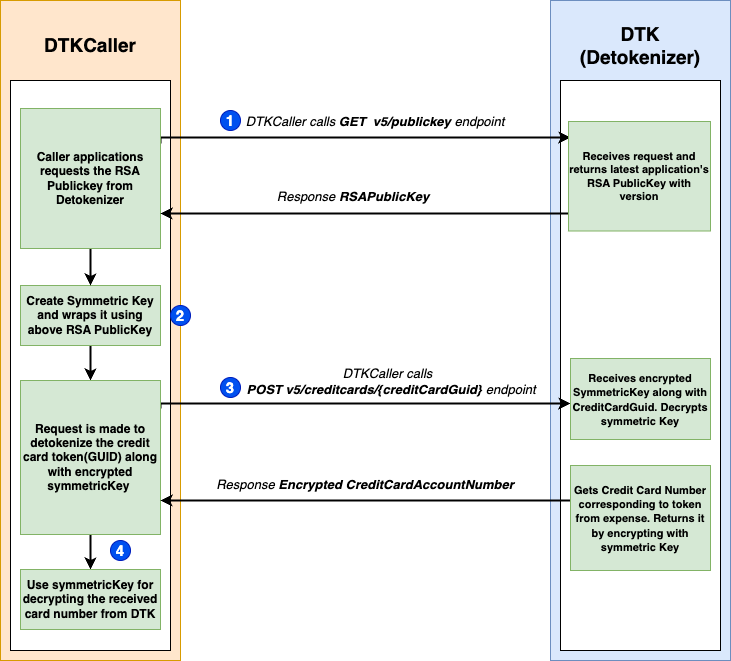 DTKCaller
DTK
(Detokenizer)
1
DTKCaller calls GET v5/publickey endpoint
Caller applications
requests the RSA
Publickey from
Detokenizer
Receives request and
returns latest application's
RSA PublicKey with
version
Response RSAPublicKey
Create Symmetric Key
and wraps it using
above RSA PublicKey
2
DTKCaller calls
3
POST v5/creditcards/{creditCardGuid} endpoint
Receives encrypted
SymmetricKey along with
CreditCardGuid. Decrypts
symmetric Key
Request is made to
detokenize the credit
card token(GUID) along
with encrypted
symmetricKey
Response Encrypted CreditCardAccountNumber
Gets Credit Card Number
corresponding to token
from expense. Returns it
by encrypting with
symmetric Key
4
Use symmetricKey for
decrypting the received
card number from DTK